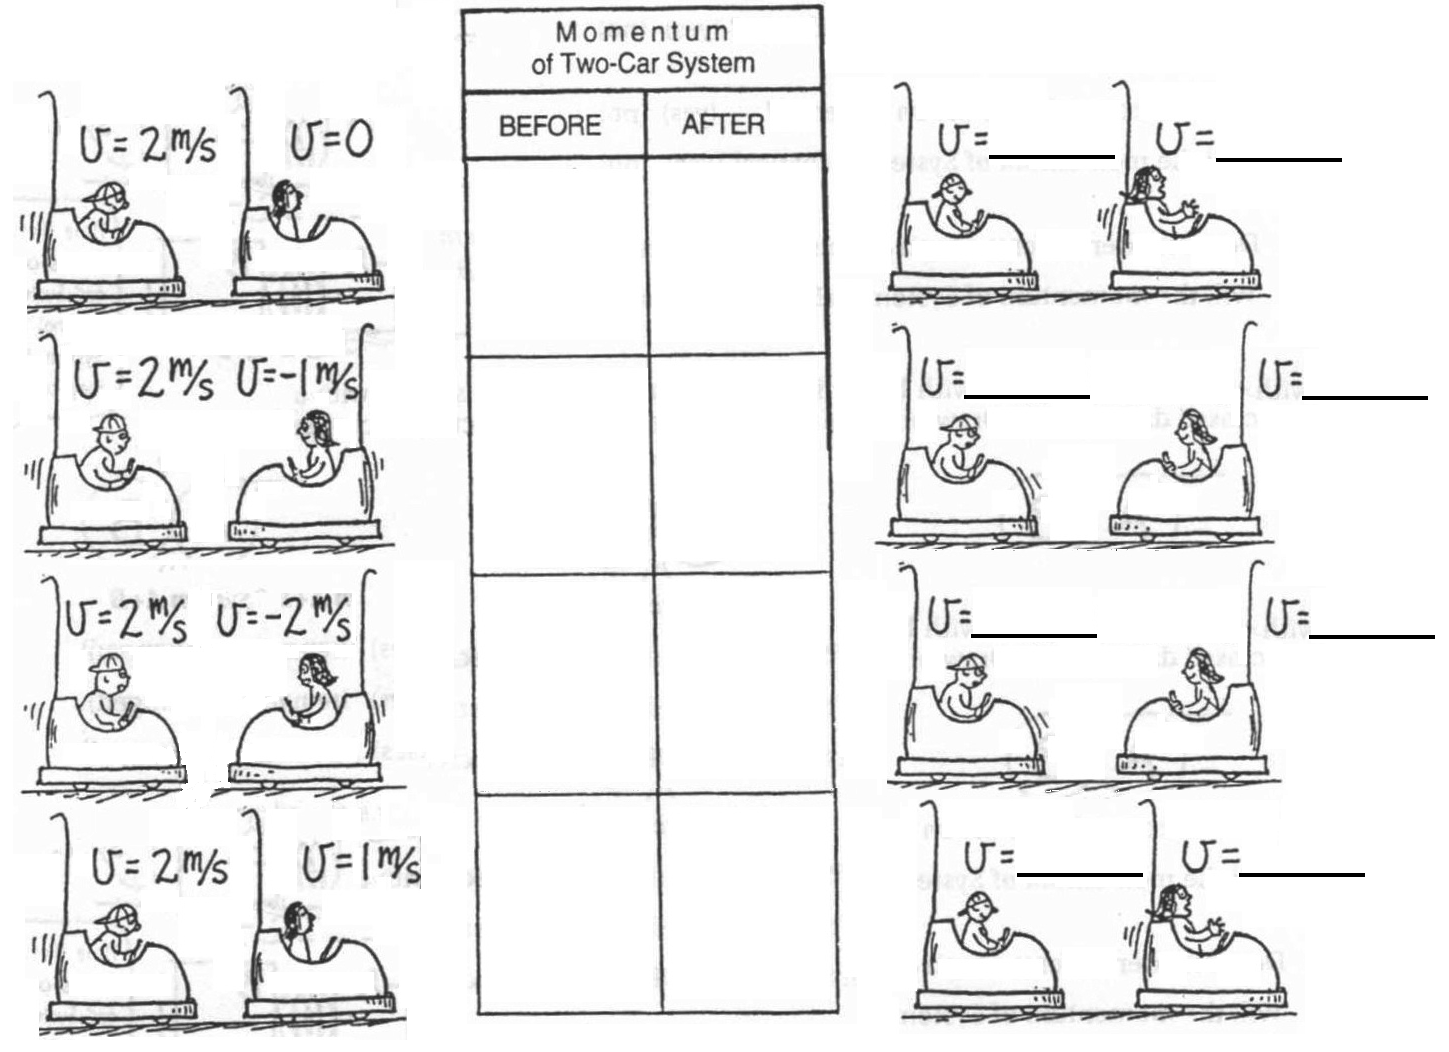 Momentum
of Two-Car System
BEFORE AFTER
υ= 2 m/s υ=0
υ= υ=
υ= 2 m/s υ=-1 m/s
υ= υ=
υ= 2 m/s υ= -2 m/s
υ= υ=
υ= 2 m/s υ= 1 m/s
υ= υ=